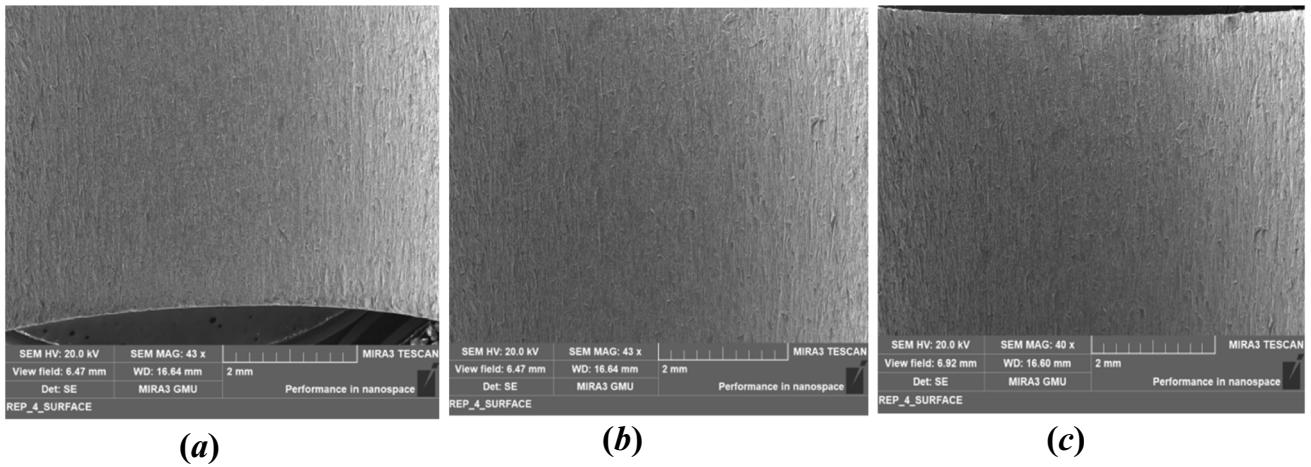 SEM HV: 20.0 kV SEM MAG: 43 x MIRA3 TESCAN
View field: 6.47 mm WD: 16.64 mm 2 mm
Det: SE MIRA3 GMU Performance in nanospace
REP_4_SURFACE
(a)
SEM HV: 20.0 kV SEM MAG: 43 x MIRA3 TESCAN
View field: 6.47 mm WD: 16.64 mm 2 mm
Det: SE MIRA3 GMU Performance in nanospace
REP_4_SURFACE
(b)
SEM HV: 20.0 kV SEM MAG: 40 x MIRA3 TESCAN
View field: 6.92 mm WD: 16.60 mm 2 mm
Det: SE MIRA3 GMU Performance in nanospace
REP_4_SURFACE
(c)